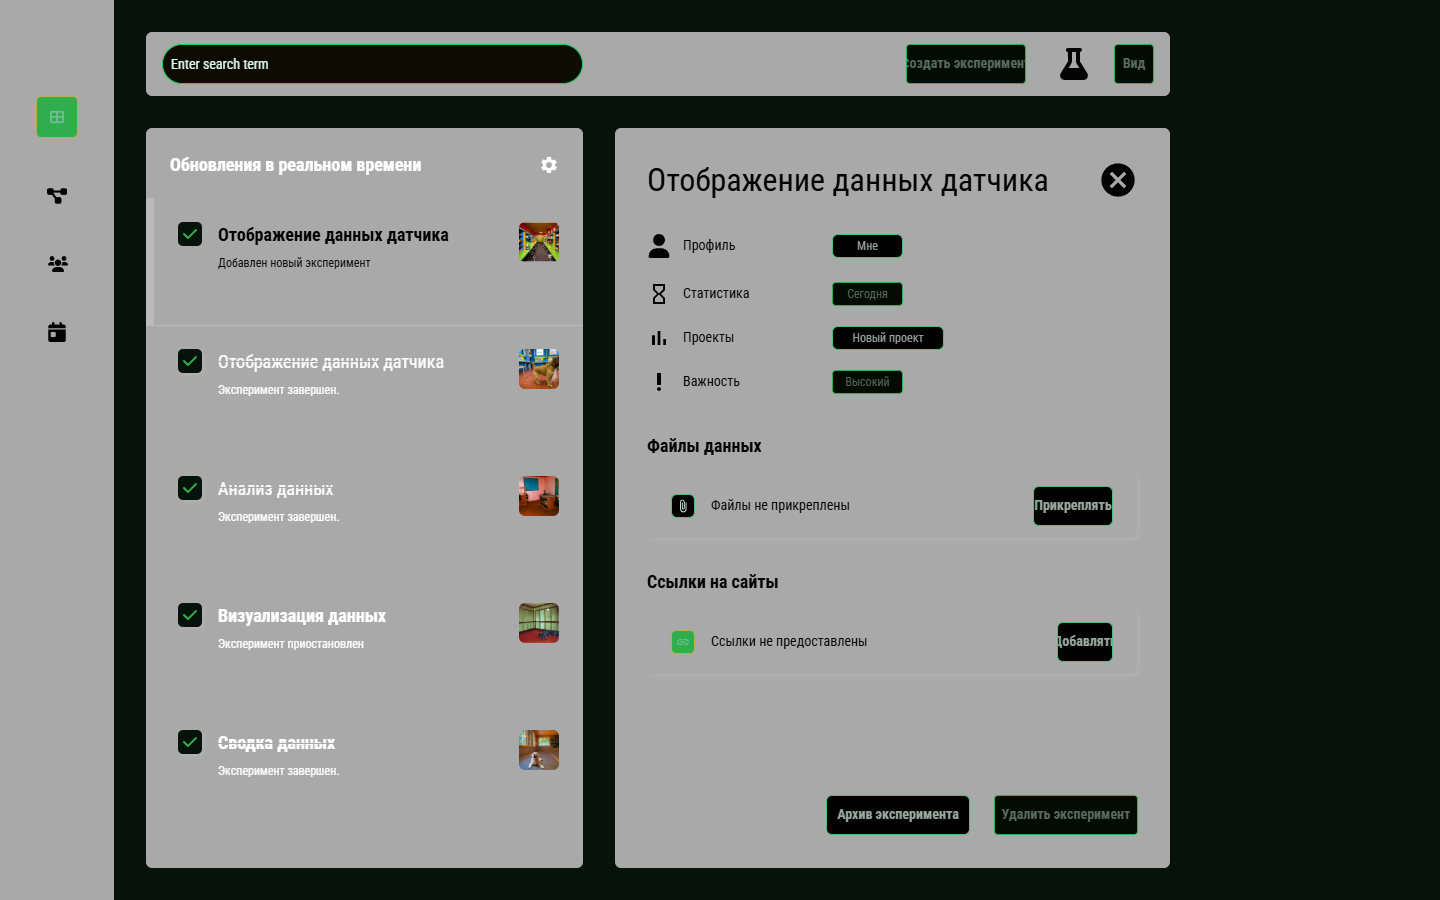 Enter search term
Создать эксперимент
Вид
Обновления в реальном времени
Отображение данных датчика
Добавлен новый эксперимент
Отображение данных датчика
Эксперимент завершен.
Анализ данных
Эксперимент завершен.
Визуализация данных
Эксперимент приостановлен
Сводка данных
Эксперимент завершен.
Отображение данных датчика
Профиль
Мне
Статистика
Сегодня
Проекты
Новый проект
Важность
Высокий
Файлы данных
Файлы не прикреплены
Прикреплять
Ссылки на сайты
Ссылки не предоставлены
Добавлять
Архив эксперимента
Удалить эксперимент